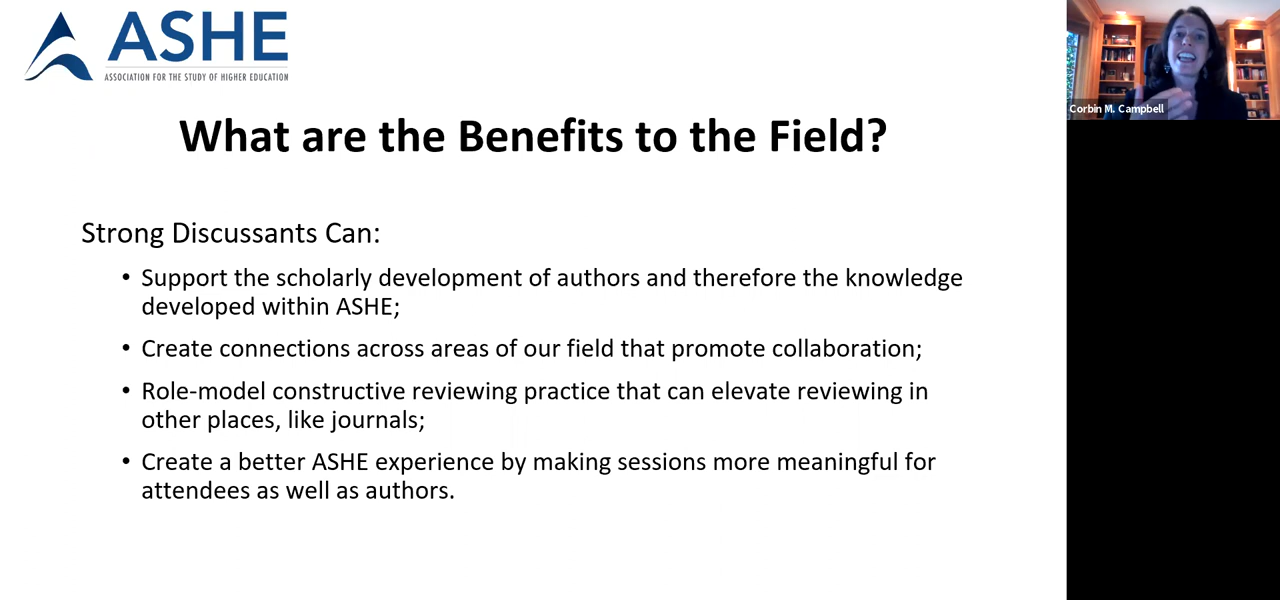 ASHE
ASSOCIATION FOR THE STUDY OF HIGHER EDUCATION
Corbin M. Campbell
What are the Benefits to the Field?
Strong Discussants Can:
• Support the scholarly development of authors and therefore the knowledge
developed within ASHE;
• Create connections across areas of our field that promote collaboration;
• Role-model constructive reviewing practice that can elevate reviewing in
other places, like journals;
• Create a better ASHE experience by making sessions more meaningful for
attendees as well as authors.